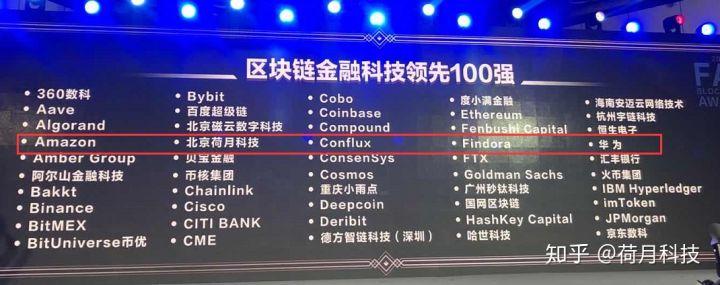 区块链金融科技领先100强
FA
BLOC
AW
• 360数科
• Aave
• Algorand
• Amazon
• Amber Group
• 阿尔山金融科技
• Bakkt
• Binance
• BitMEX
• BitUniverse币优
• Bybit
• 百度超级链
• 北京磁云数字科技
• 北京荷月科技
• 贝宝金融
• 币核集团
• Chainlink
• Cisco
• CITI BANK
• CME
• Cobo
• Coinbase
• Compound
• Conflux
• ConsenSys
• Cosmos
• 重庆小雨点
• Deepcoin
• Deribit
• 德方智链科技（深圳）
• 度小满金融
• Ethereum
• Fenbushi Capital
• Findora
• FTX
• Goldman Sachs
• 广州秒钛科技
• 国网区块链
• HashKey Capital
• 哈世科技
• 海南安迈云网络技术
• 杭州宇链科技
• 恒生电子
• 华为
• 汇丰银行
• 火币集团
• IBM Hyperledger
• imToken
• JPMorgan
• 京东数科
知乎 @荷月科技